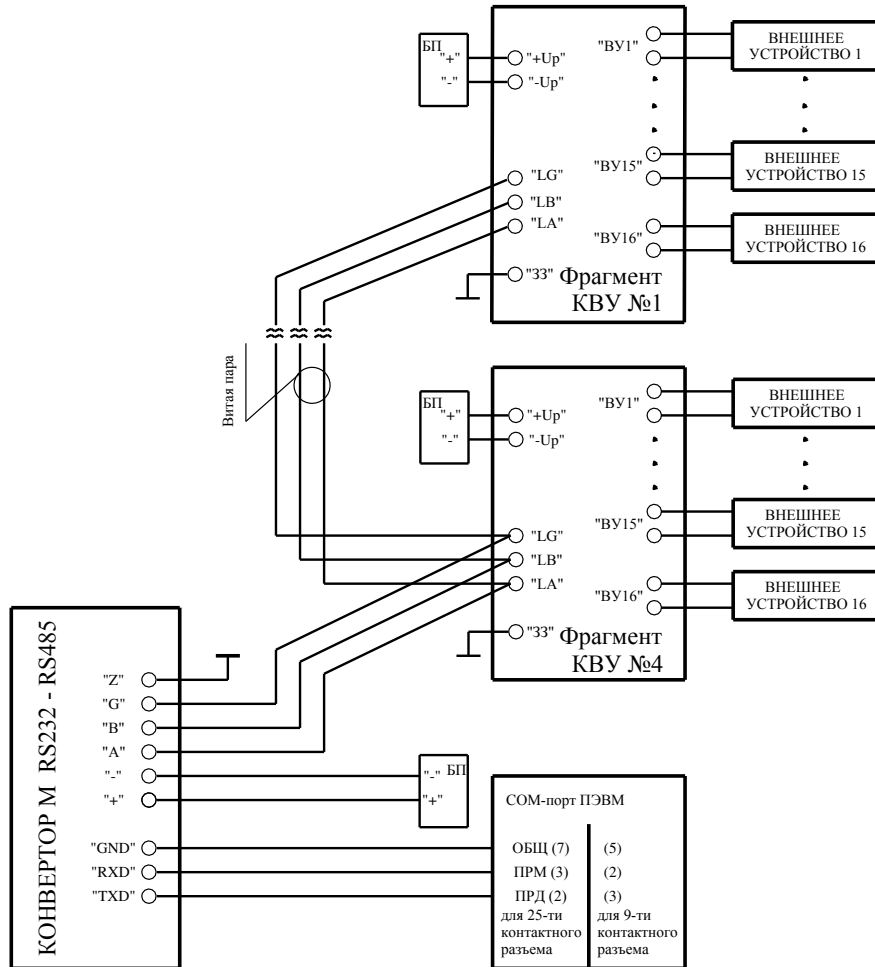 БП
"+"
"-"
"+Up"
"-Up"
"ВУ1"
ВНЕШНЕЕ
УСТРОЙСТВО 1
"LG"
"LB"
"LA"
"ВУ15"
ВНЕШНЕЕ
УСТРОЙСТВО 15
"ВУ16"
ВНЕШНЕЕ
УСТРОЙСТВО 16
"ЗЗ"
Фрагмент
КВУ №1
Витая пара
БП
"+"
"-"
"+Up"
"-Up"
"ВУ1"
ВНЕШНЕЕ
УСТРОЙСТВО 1
"LG"
"LB"
"LA"
"ВУ15"
ВНЕШНЕЕ
УСТРОЙСТВО 15
"ВУ16"
ВНЕШНЕЕ
УСТРОЙСТВО 16
"ЗЗ"
Фрагмент
КВУ №4
КОНВЕРТОР М RS232 - RS485
"Z"
"G"
"B"
"A"
"-"
"+"
"GND"
"RXD"
"TXD"
"-" БП
"+"
COM-порт ПЭВМ
ОБЩ (7) (5)
ПРМ (3) (2)
ПРД (2) (3)
для 25-ти
контактного
разъема
для 9-ти
контактного
разъема